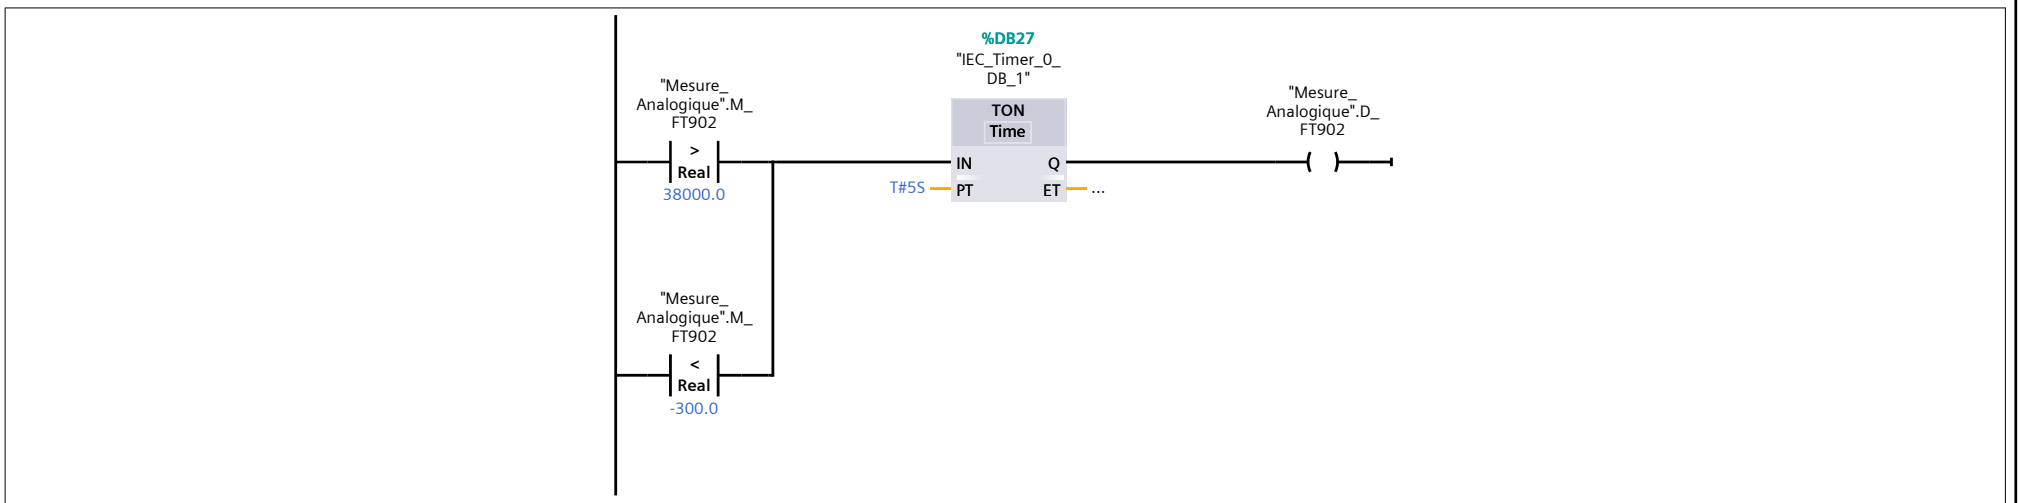 %DB27
"IEC_Timer_0_
DB_1"
"Mesure_
Analogique".M_
FT902
>
Real
38000.0
TON
Time
IN
Q
T#5S
PT
ET
...
"Mesure_
Analogique".D_
FT902
"Mesure_
Analogique".M_
FT902
<
Real
-300.0